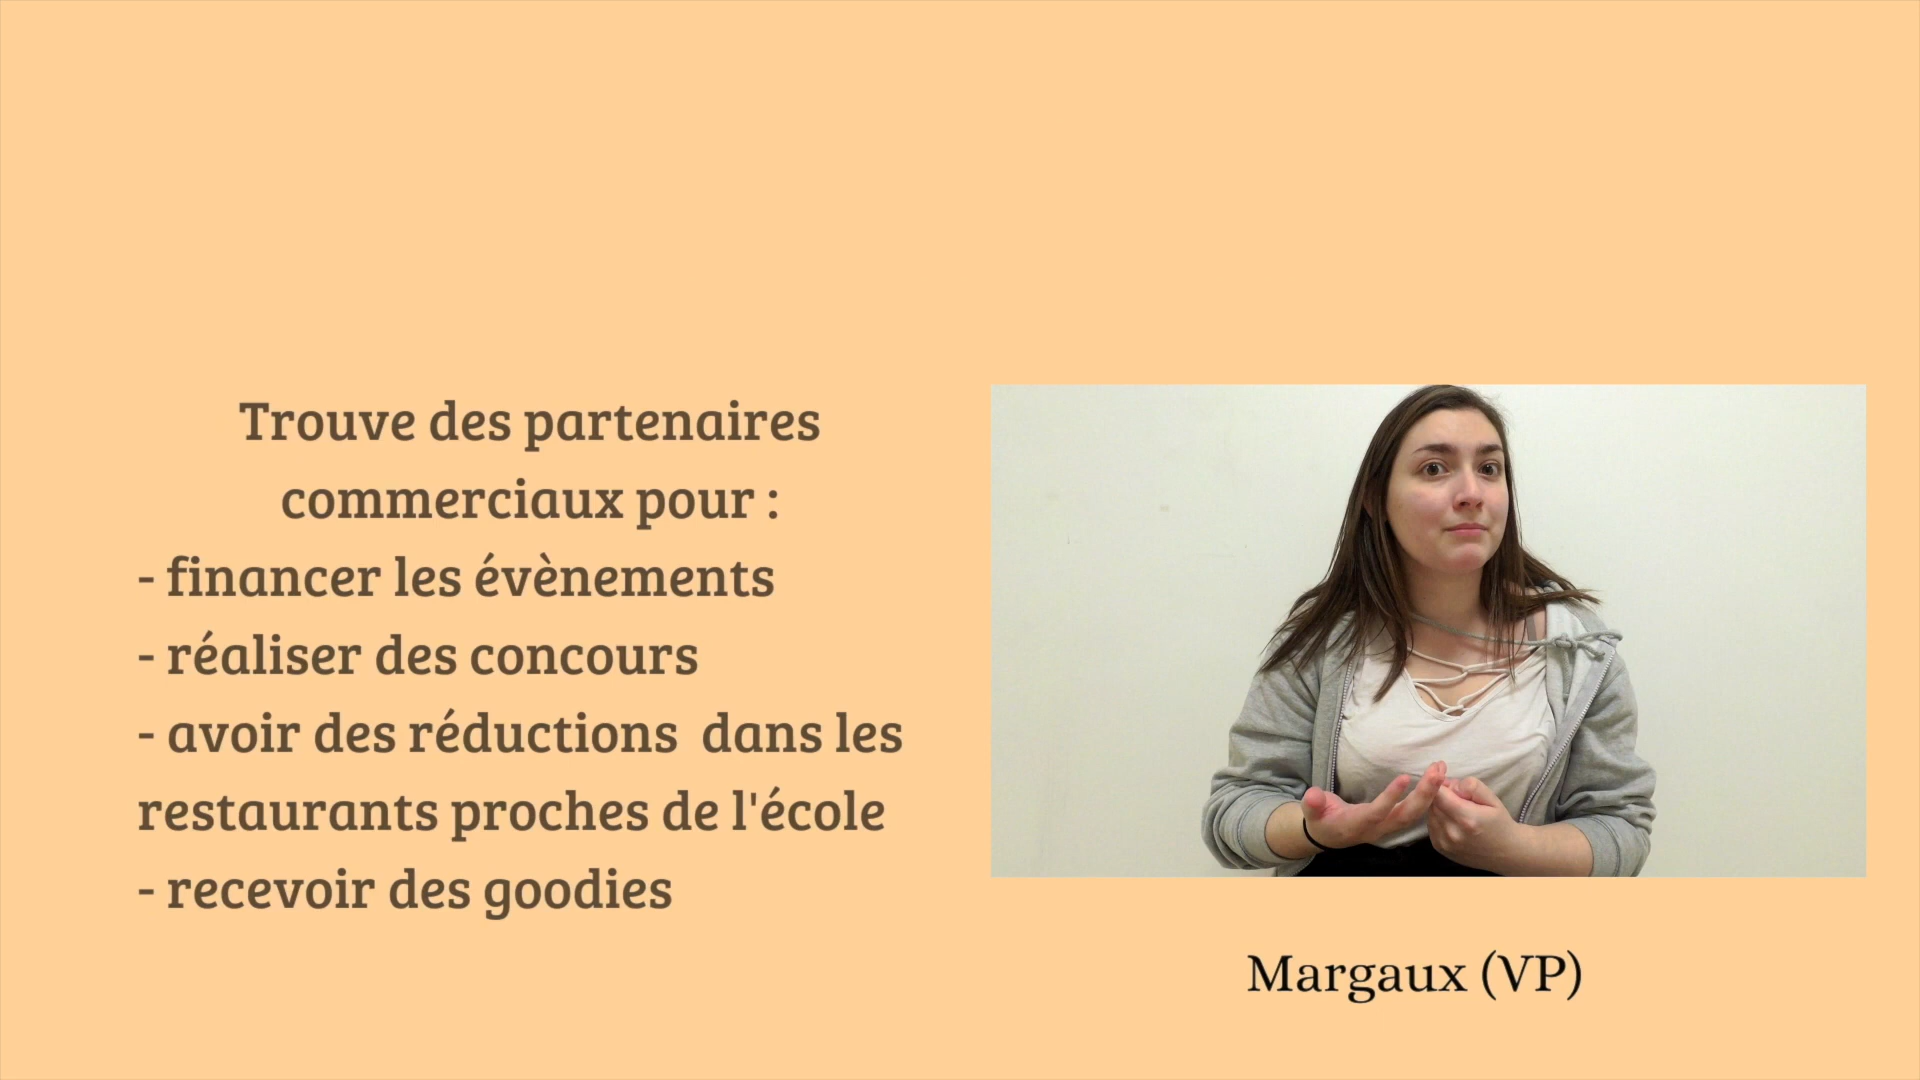 Trouve des partenaires
commerciaux pour :
- financer les évènements
- réaliser des concours
- avoir des réductions  dans les
restaurants proches de l'école
- recevoir des goodies
Margaux (VP)